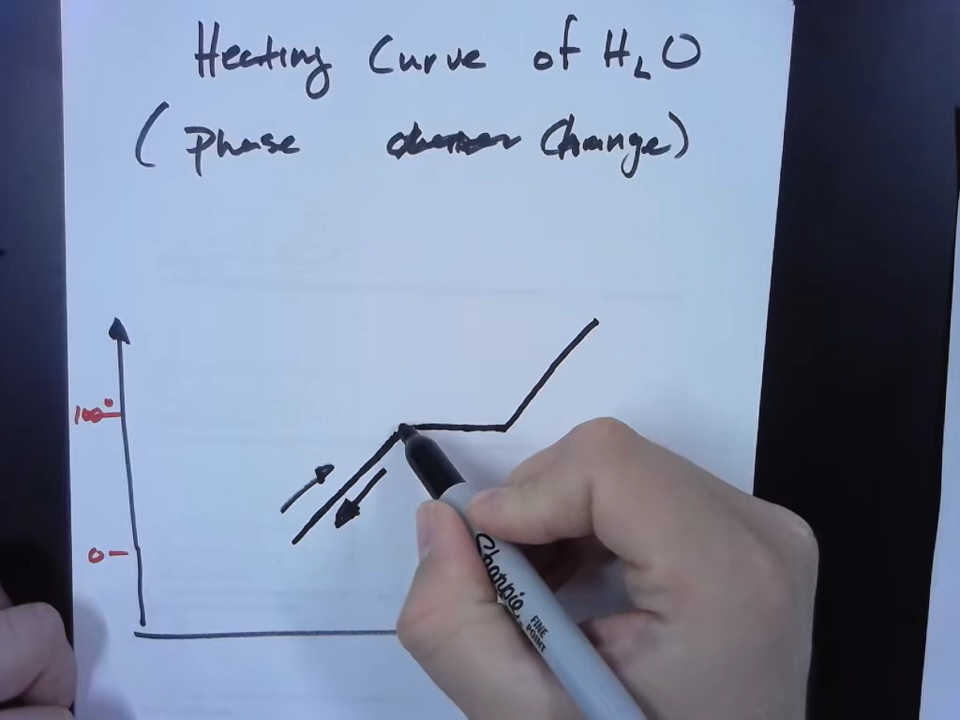 Heating Curve of H₂O
(Phase Change)
100°
0
Sharpie
FINE
POINT